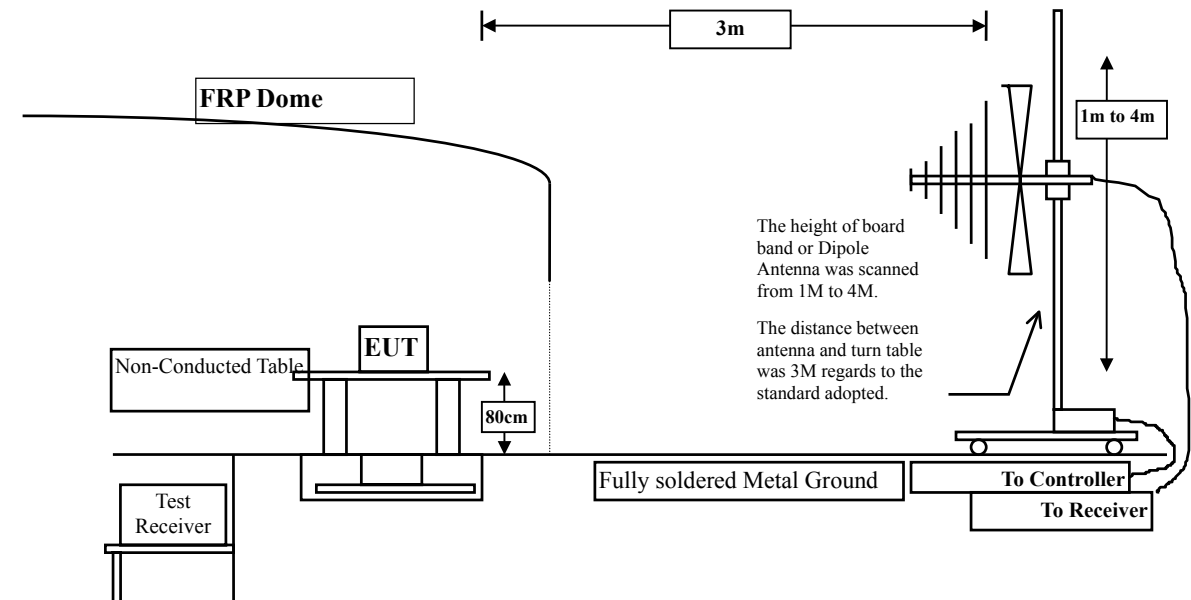 3m
FRP Dome
1m to 4m
The height of board
band or Dipole
Antenna was scanned
from 1M to 4M.
The distance between
antenna and turn table
was 3M regards to the
standard adopted.
EUT
Non-Conducted Table
80cm
Fully soldered Metal Ground
To Controller
To Receiver
Test
Receiver